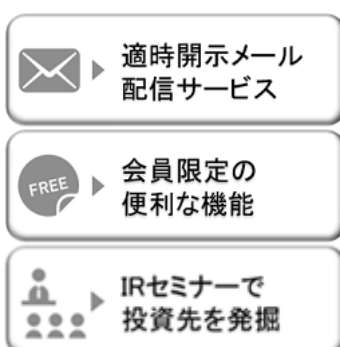 適時開示メール
配信サービス
FREE
会員限定の
便利な機能
IRセミナーで
投資先を発掘